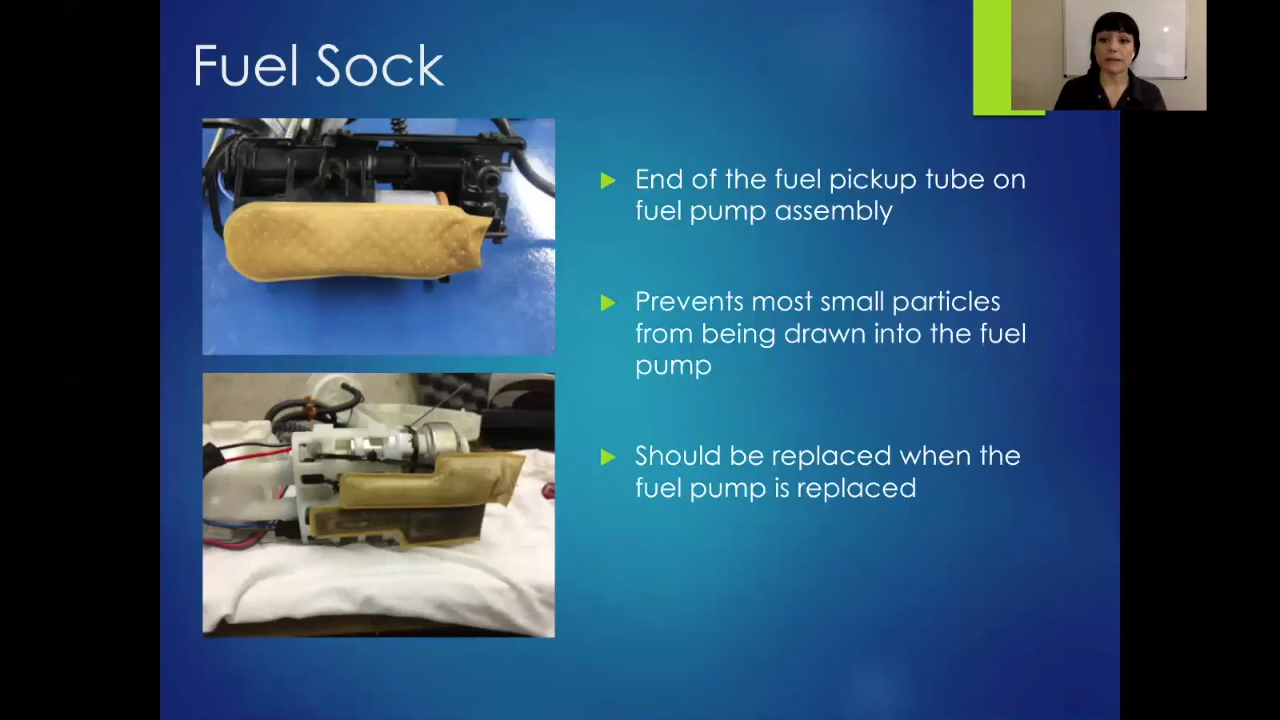 Fuel Sock
End of the fuel pickup tube on
fuel pump assembly
Prevents most small particles
from being drawn into the fuel
pump
Should be replaced when the
fuel pump is replaced